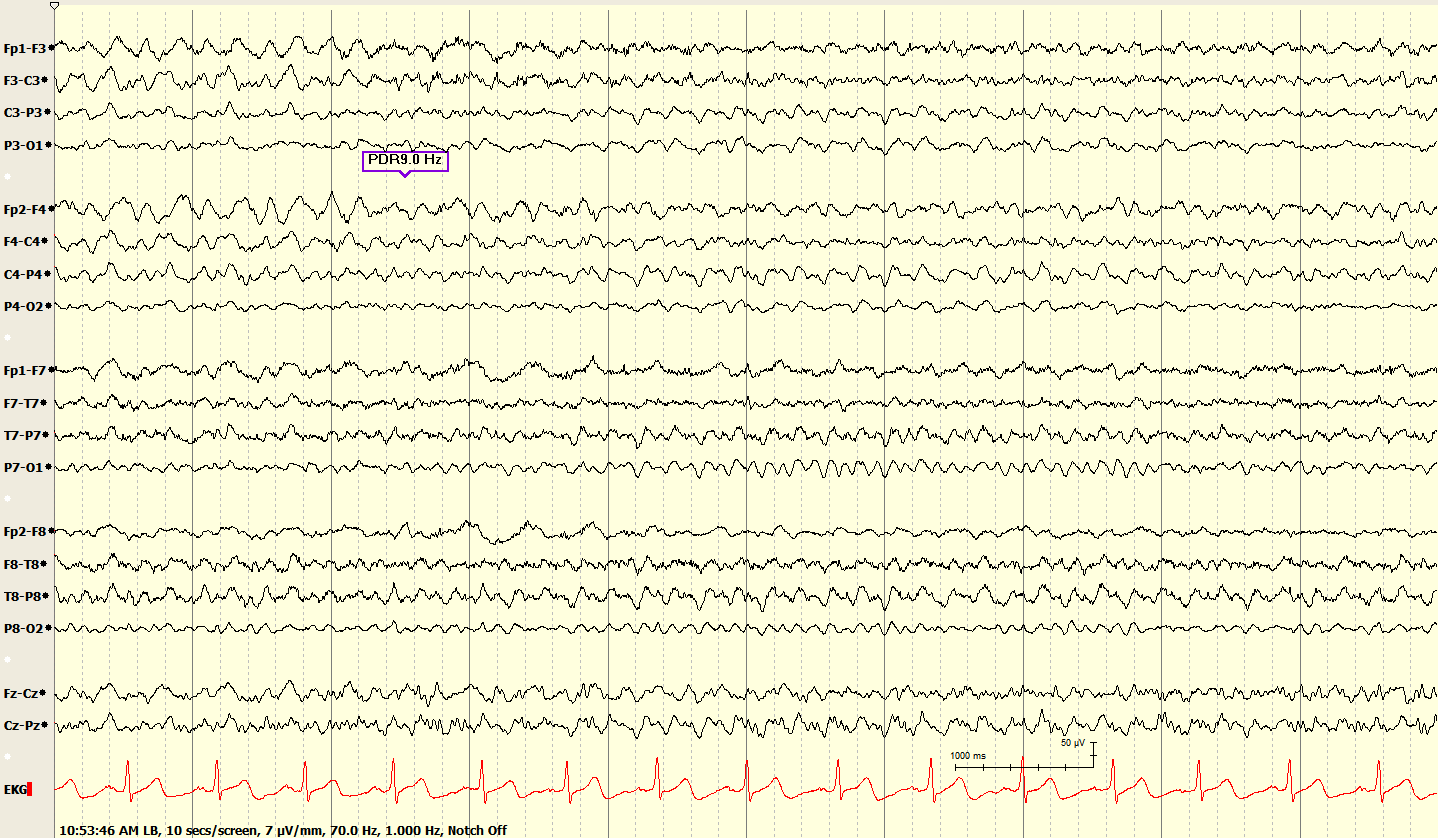 Fp1-F3
F3-C3
C3-P3
P3-O1
PDR9.0 Hz
Fp2-F4
F4-C4
C4-P4
P4-O2
Fp1-F7
F7-T7
T7-P7
P7-O1
Fp2-F8
F8-T8
T8-P8
P8-O2
Fz-Cz
Cz-Pz
50 µV
1000 ms
EKG
10:53:46 AM LB, 10 secs/screen, 7 µV/mm, 70.0 Hz, 1.000 Hz, Notch Off